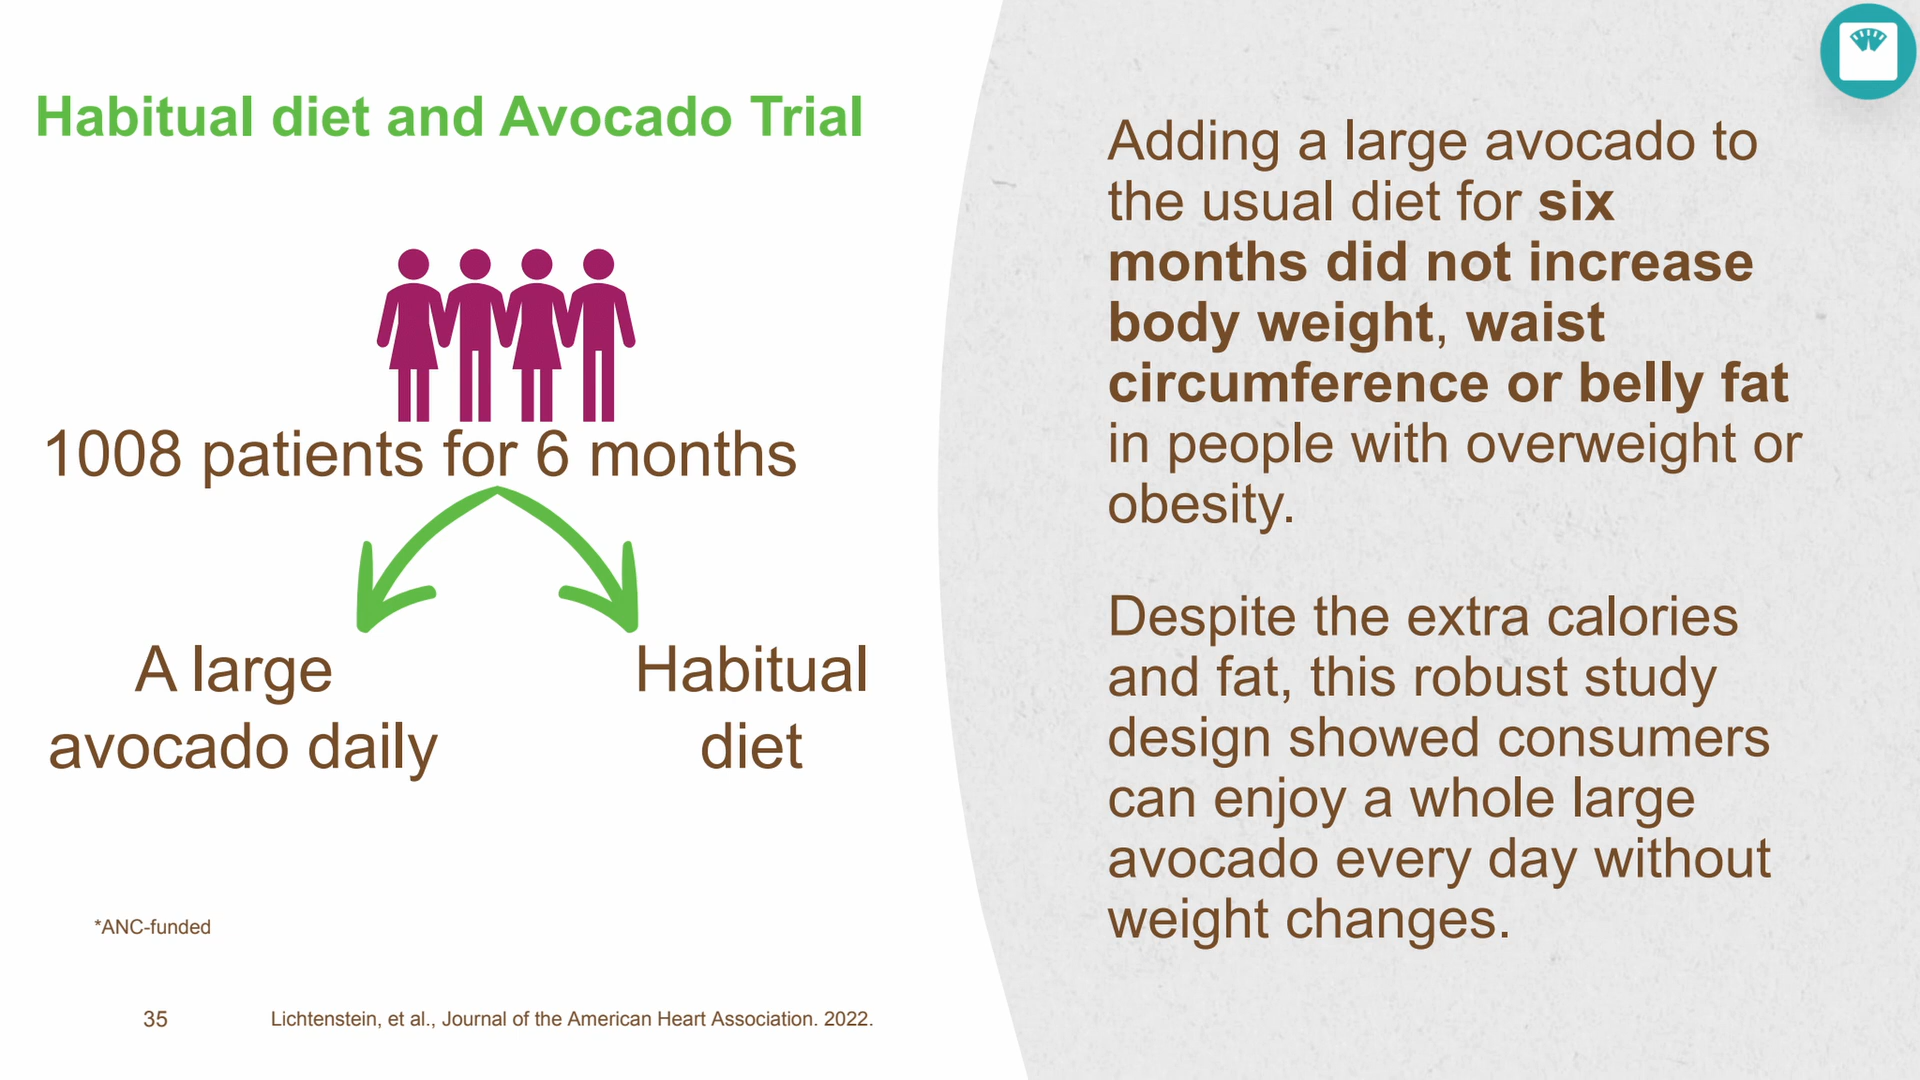 Habitual diet and Avocado Trial
1008 patients for 6 months
A large
avocado daily
Habitual
diet
*ANC-funded
35
Lichtenstein, et al., Journal of the American Heart Association. 2022.
Adding a large avocado to
the usual diet for six
months did not increase
body weight, waist
circumference or belly fat
in people with overweight or
obesity.
Despite the extra calories
and fat, this robust study
design showed consumers
can enjoy a whole large
avocado every day without
weight changes.